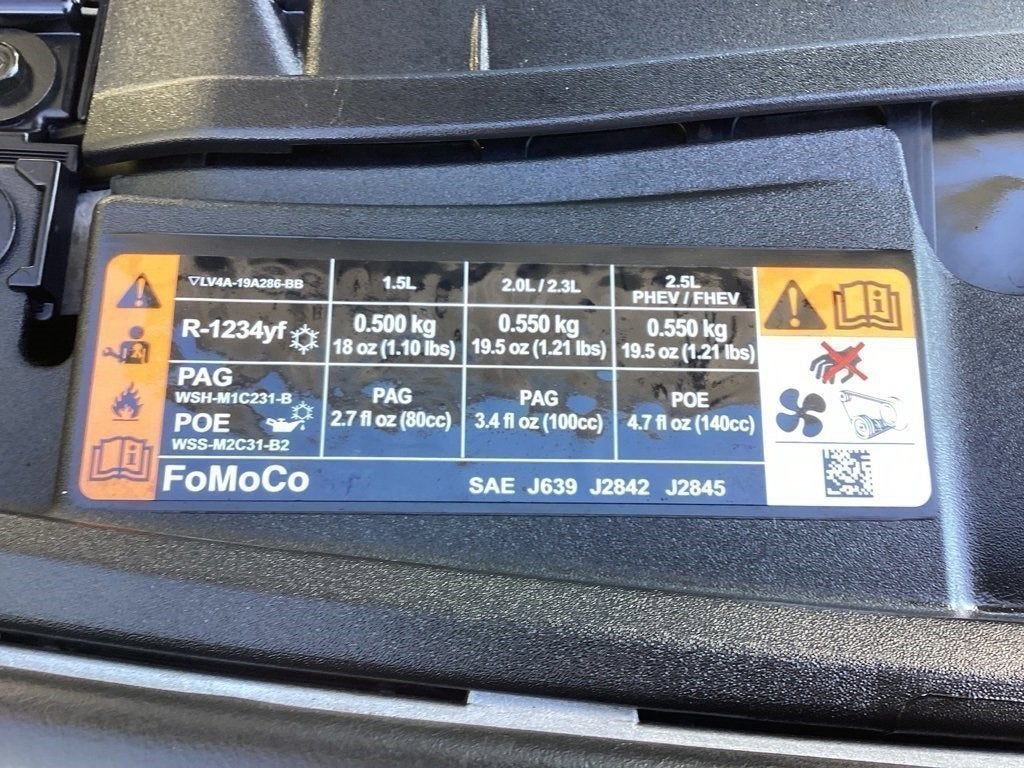 ▽LV4A-19A286-BB 1.5L 2.0L / 2.3L 2.5L
PHEV / FHEV
R-1234yf 0.500 kg 0.550 kg 0.550 kg
18 oz (1.10 lbs) 19.5 oz (1.21 lbs) 19.5 oz (1.21 lbs)
PAG
WSH-M1C231-B
POE
WSS-M2C31-B2
PAG
2.7 fl oz (80cc)
PAG
3.4 fl oz (100cc)
POE
4.7 fl oz (140cc)
FoMoCo SAE J639 J2842 J2845